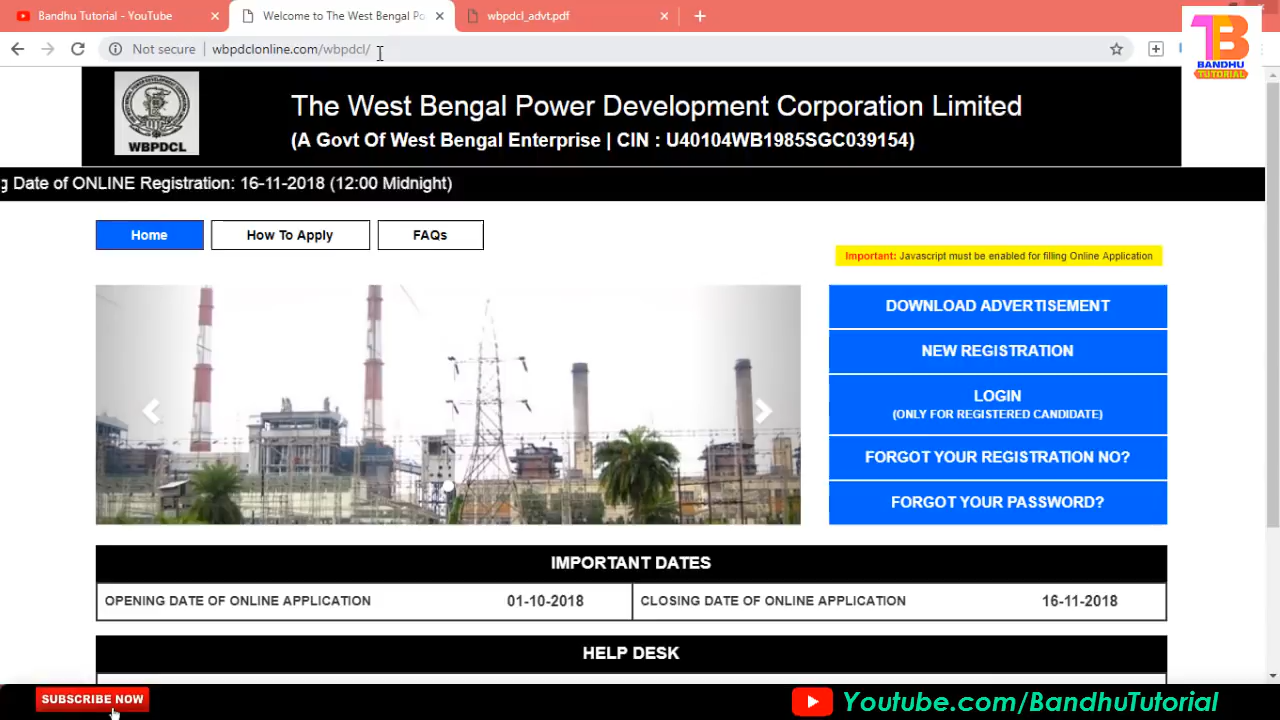 Bandhu Tutorial - YouTube
Welcome to The West Bengal Po
wbpdcl_advt.pdf
Not secure
wbpdclonline.com/wbpdcl/
BANDHU
TUTORIAL
WBPDCL
The West Bengal Power Development Corporation Limited
(A Govt Of West Bengal Enterprise | CIN : U40104WB1985SGC039154)
g Date of ONLINE Registration: 16-11-2018 (12:00 Midnight)
Home
How To Apply
FAQs
Important: Javascript must be enabled for filling Online Application
DOWNLOAD ADVERTISEMENT
NEW REGISTRATION
LOGIN
(ONLY FOR REGISTERED CANDIDATE)
FORGOT YOUR REGISTRATION NO?
FORGOT YOUR PASSWORD?
IMPORTANT DATES
OPENING DATE OF ONLINE APPLICATION 01-10-2018 CLOSING DATE OF ONLINE APPLICATION 16-11-2018
HELP DESK
SUBSCRIBE NOW
Youtube.com/BandhuTutorial